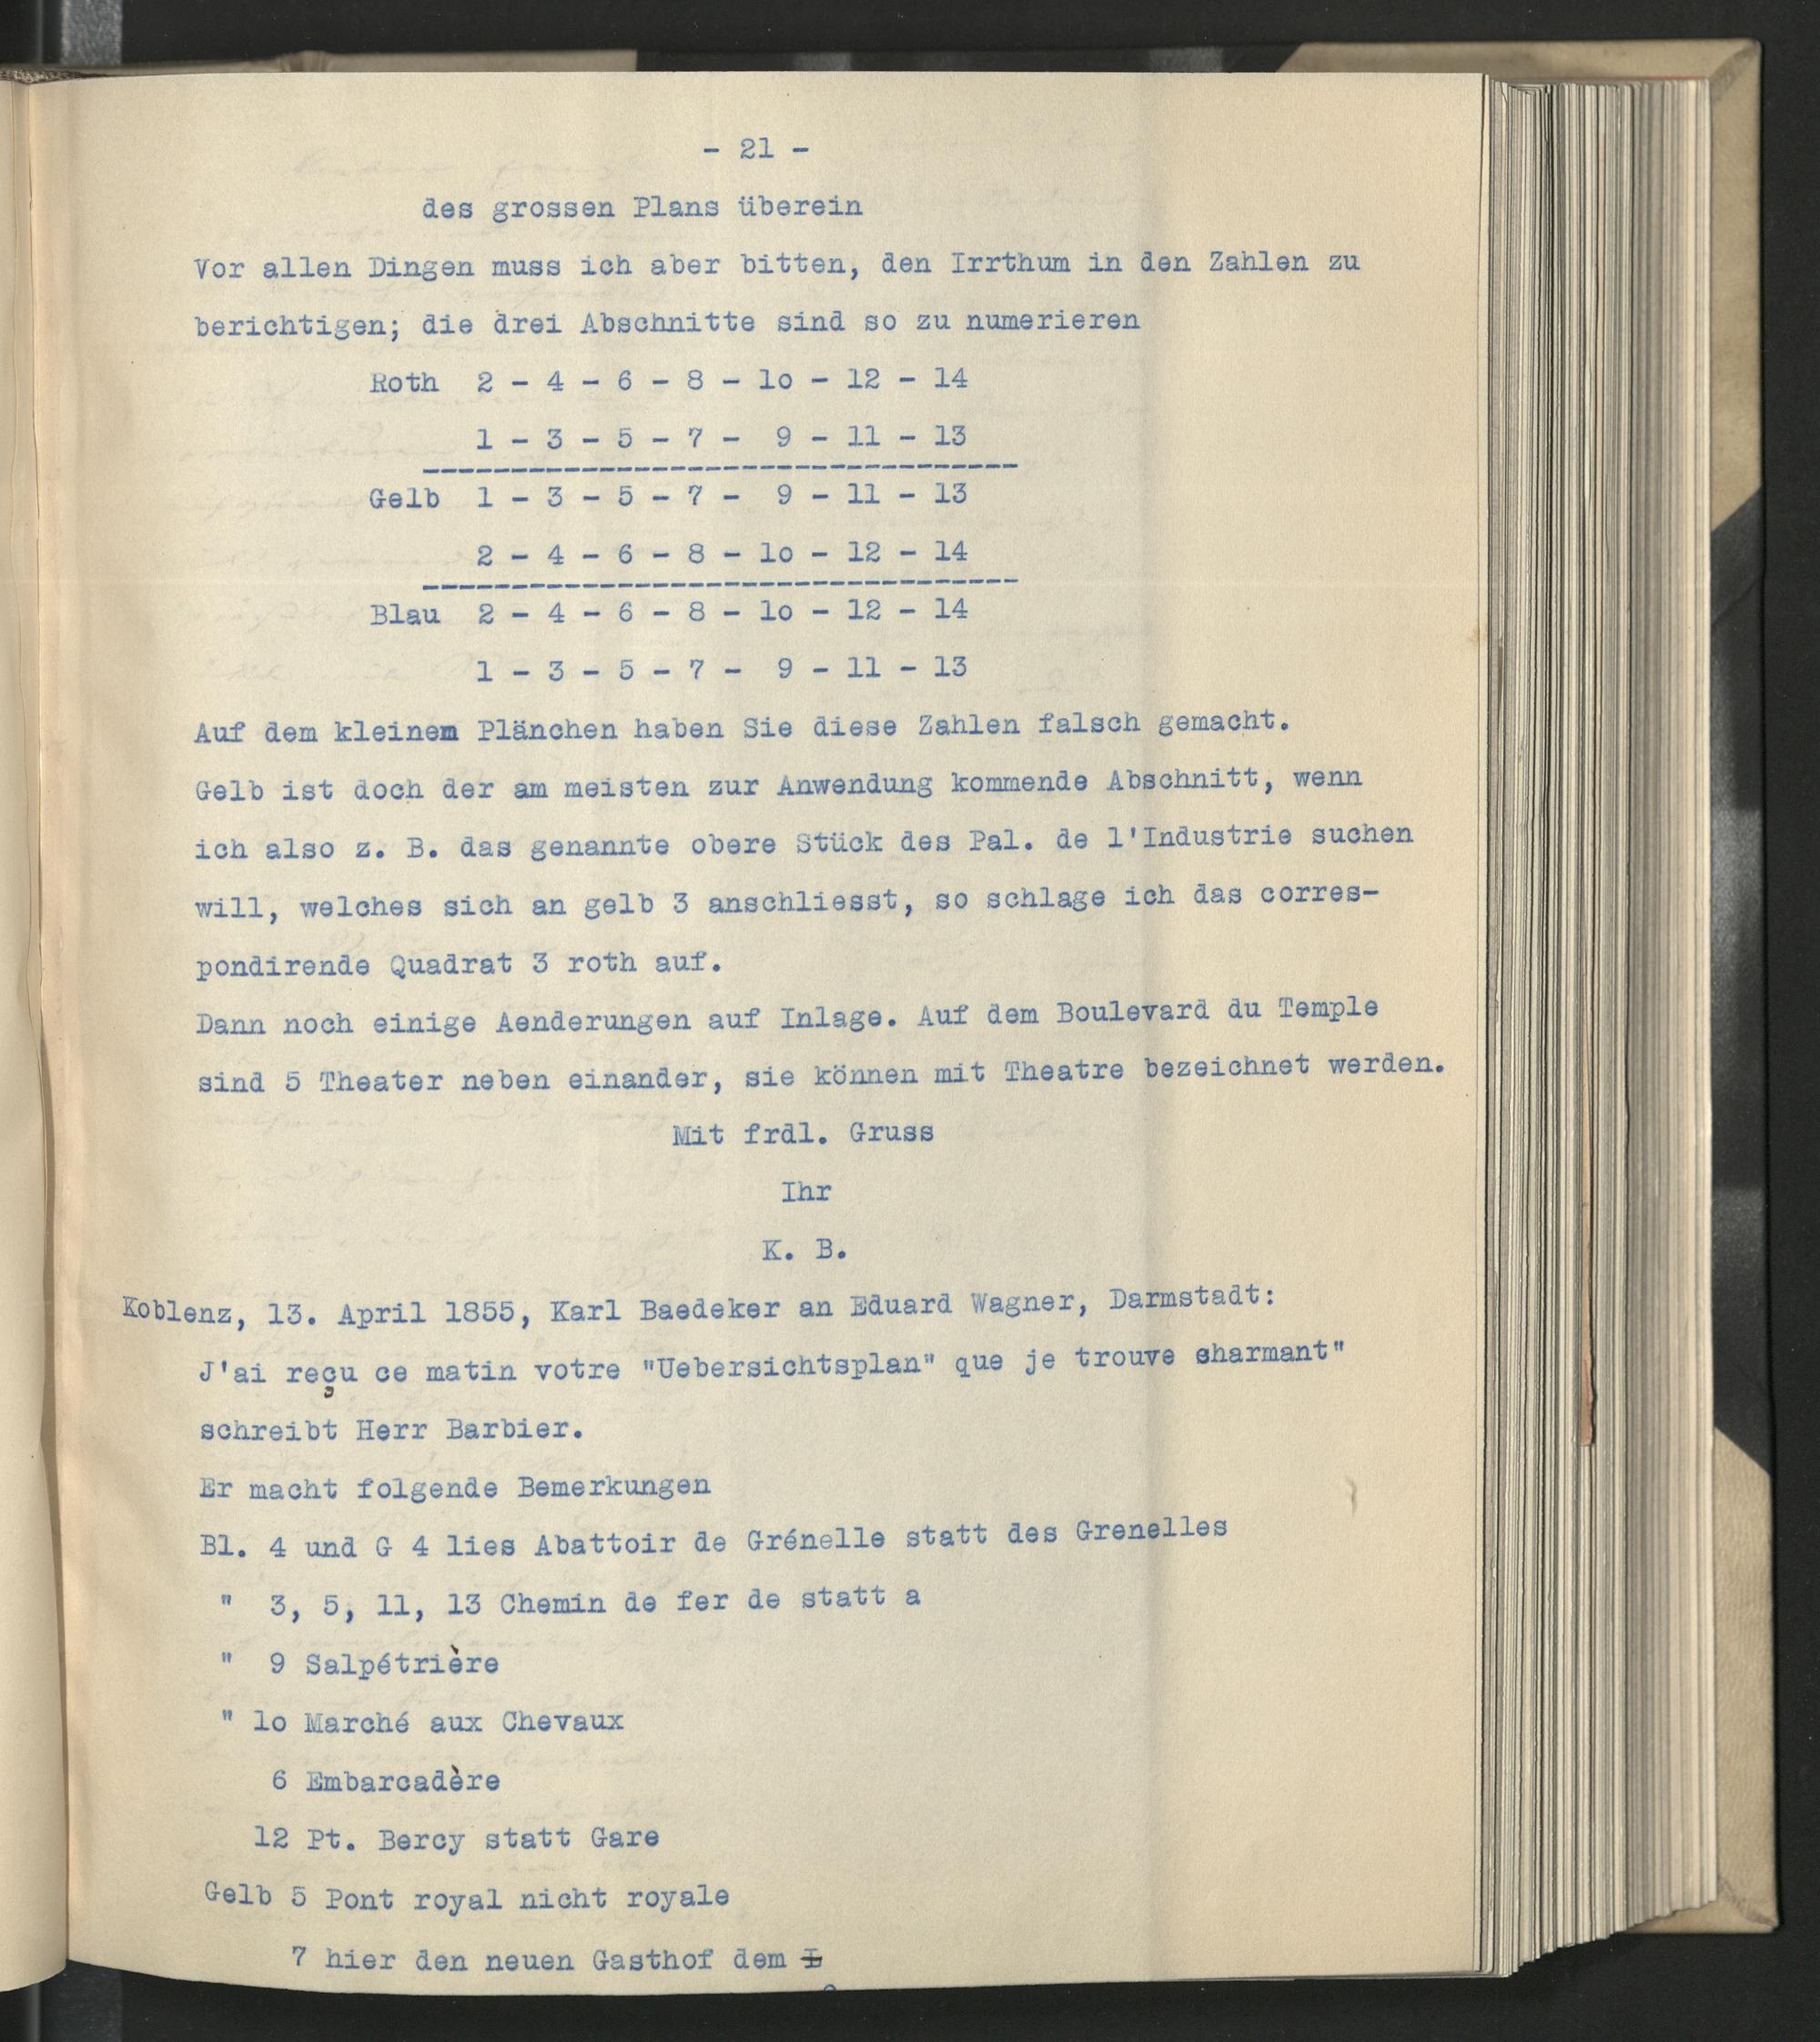 - 21 -
des grossen Plans überein
Vor allen Dingen muss ich aber bitten, den Irrthum in den Zahlen zu
berichtigen; die drei Abschnitte sind so zu numerieren
Roth 2 - 4 - 6 - 8 - lo - 12 - 14
1 - 3 - 5 - 7 - 9 - 11 - 13
Gelb 1 - 3 - 5 - 7 - 9 - 11 - 13
2 - 4 - 6 - 8 - lo - 12 - 14
Blau 2 - 4 - 6 - 8 - lo - 12 - 14
1 - 3 - 5 - 7 - 9 - 11 - 13
Auf dem kleinem Plänchen haben Sie diese Zahlen falsch gemacht.
Gelb ist doch der am meisten zur Anwendung kommende Abschnitt, wenn
ich also z. B. das genannte obere Stück des Pal. de l'Industrie suchen
will, welches sich an gelb 3 anschliesst, so schlage ich das corres-
pondirende Quadrat 3 roth auf.
Dann noch einige Aenderungen auf Inlage. Auf dem Boulevard du Temple
sind 5 Theater neben einander, sie können mit Theatre bezeichnet werden.
Mit frdl. Gruss
Ihr
K. B.
Koblenz, 13. April 1855, Karl Baedeker an Eduard Wagner, Darmstadt:
J'ai reçu ce matin votre "Uebersichtsplan" que je trouve charmant"
schreibt Herr Barbier.
Er macht folgende Bemerkungen
Bl. 4 und G 4 lies Abattoir de Grénelle statt des Grenelles
" 3, 5, 11, 13 Chemin de fer de statt a
" 9 Salpétrière
" lo Marché aux Chevaux
6 Embarcadère
12 Pt. Bercy statt Gare
Gelb 5 Pont royal nicht royale
7 hier den neuen Gasthof dem